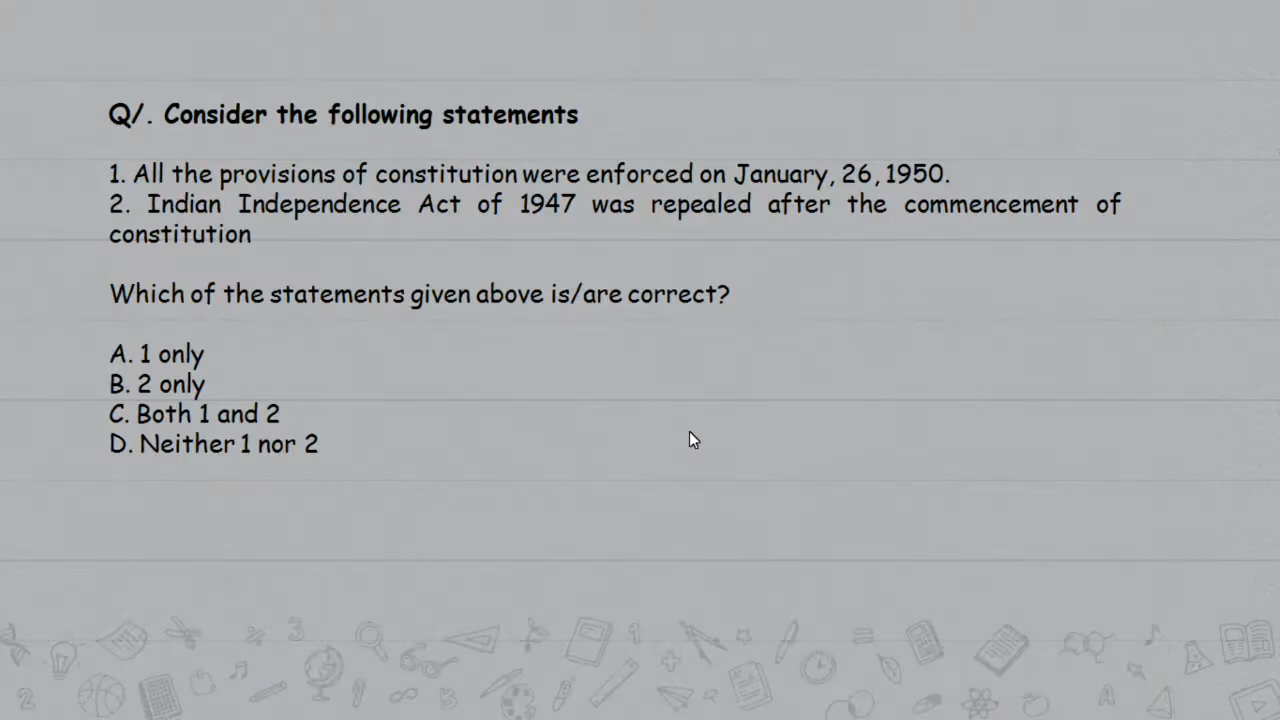 Q/. Consider the following statements
1. All the provisions of constitution were enforced on January, 26, 1950.
2. Indian Independence Act of 1947 was repealed after the commencement of
constitution
Which of the statements given above is/are correct?
A. 1 only
B. 2 only
C. Both 1 and 2
D. Neither 1 nor 2